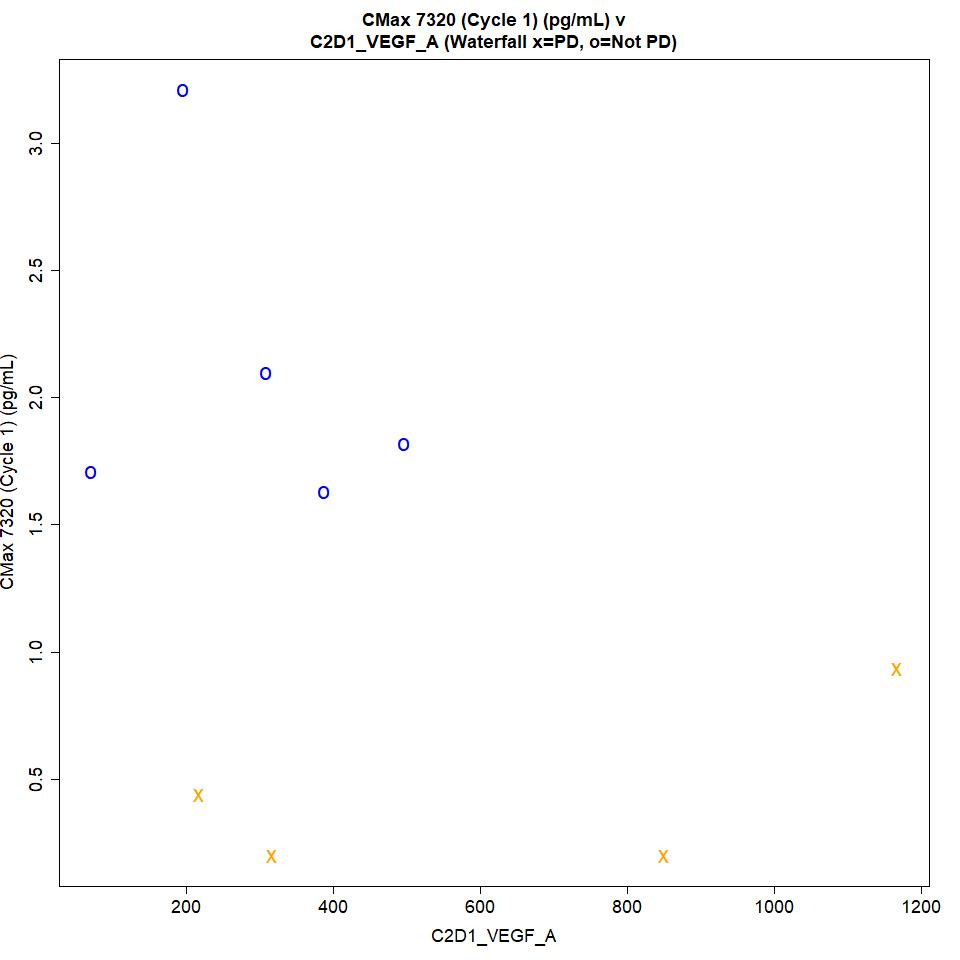 CMax 7320 (Cycle 1) (pg/mL) v
C2D1_VEGF_A (Waterfall x=PD, o=Not PD)
CMax 7320 (Cycle 1) (pg/mL)
3.0
2.5
2.0
1.5
1.0
0.5
O
O
O
O
O
X
X
X
X
200 400 600 800 1000 1200
C2D1_VEGF_A